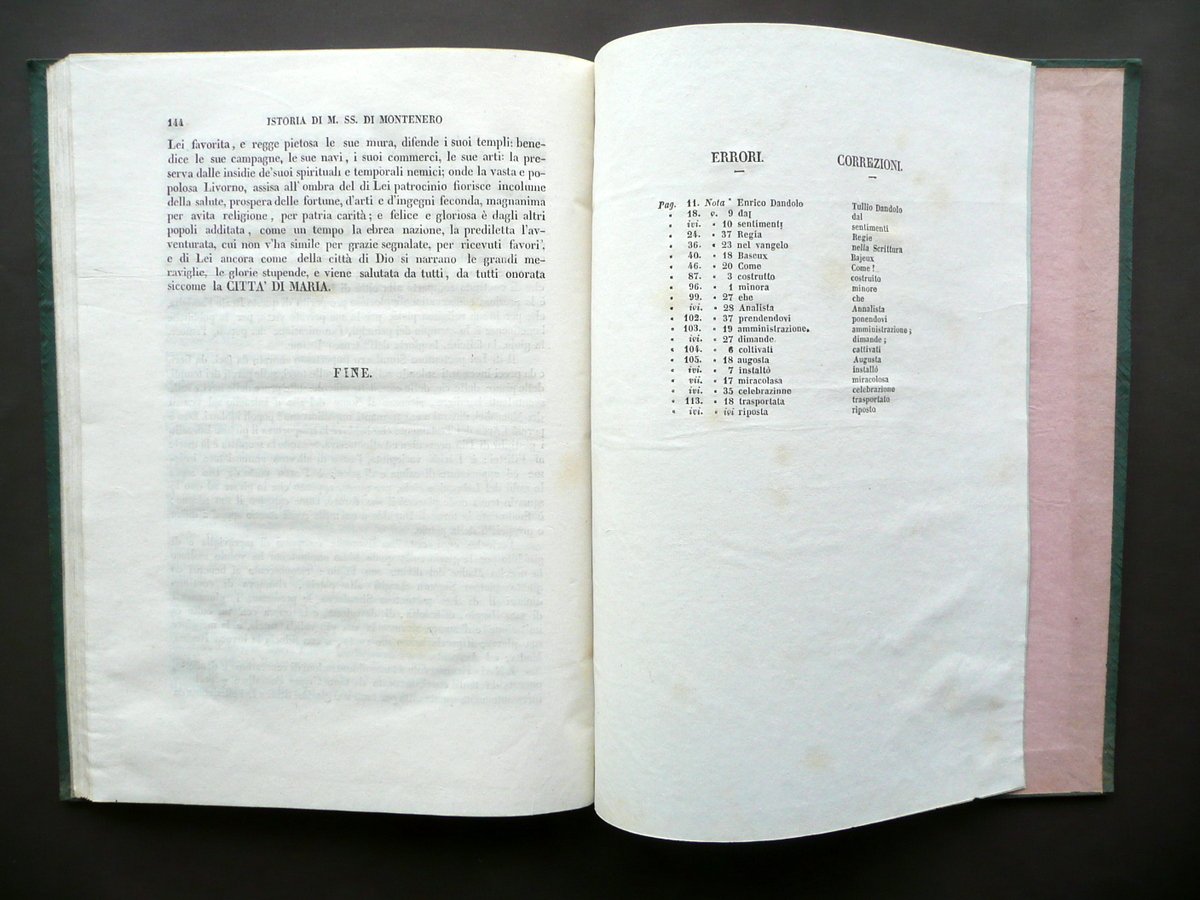 144 ISTORIA DI M. SS. DI MONTENERO
Lei favorita, e regge pietosa le sue mura, difende i suoi templi: bene-
dice le sue campagne, le sue navi, i suoi commerci, le sue arti: la pre-
serva dalle insidie de'suoi spirituali e temporali nemici; onde la vasta e po-
polosa Livorno, assisa all'ombra del di Lei patrocinio fiorisce incolume
della salute, prospera delle fortune, d'arti e d'ingegni feconda, magnanima
per avita religione, per patria carità; e felice e gloriosa è dagli altri
popoli additata, come un tempo la ebrea nazione, la prediletta l'av-
venturata, cui non v'ha simile per grazie segnalate, per ricevuti favori,
e di Lei ancora come della città di Dio si narrano le grandi me-
raviglie, le glorie stupende, e viene salutata da tutti, da tutti onorata
siccome la CITTA' DI MARIA.
FINE.
ERRORI. CORREZIONI.
Pag. 11. Nota * Enrico Dandolo Tullio Dandolo
" 18. v. 9 dal dal
" ivi. " 10 sentimenti sentimenti
" 24. " 37 Regia Regie
" 36. " 23 nel vangelo nella Scrittura
" 40. " 18 Baseux Bajeux
" 46. " 20 Come Come!
" 87. " 3 costrutto costruito
" 96. " 1 minora minore
" 99. " 27 ehe che
" ivi. " 28 Analista Annalista
" 102. " 37 prendendovi ponendovi
" 103. " 19 amministrazione. amministrazione;
" ivi. " 27 dimande dimande;
" 104. " 6 coltivati cattivati
" 105. " 18 augosta Augusta
" ivi. " 7 instaltò installò
" vii. " 17 miracolasa miracolosa
" ivi. " 35 celebrazinne celebrazione
" 113. " 18 trasportata trasportato
" ivi. " ivi riposta riposto